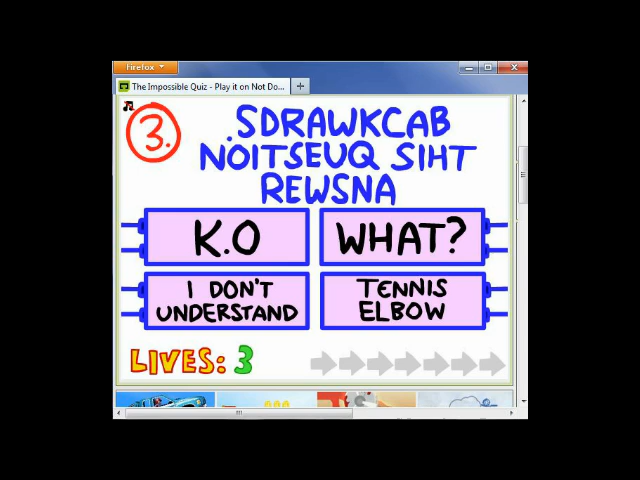 Firefox
The Impossible Quiz - Play it on Not Do...
3.
.SDRAWKCAB
NOITSEUQ SIHT
REWSNA
K.O
WHAT?
I DON'T
UNDERSTAND
TENNIS
ELBOW
LIVES: 3